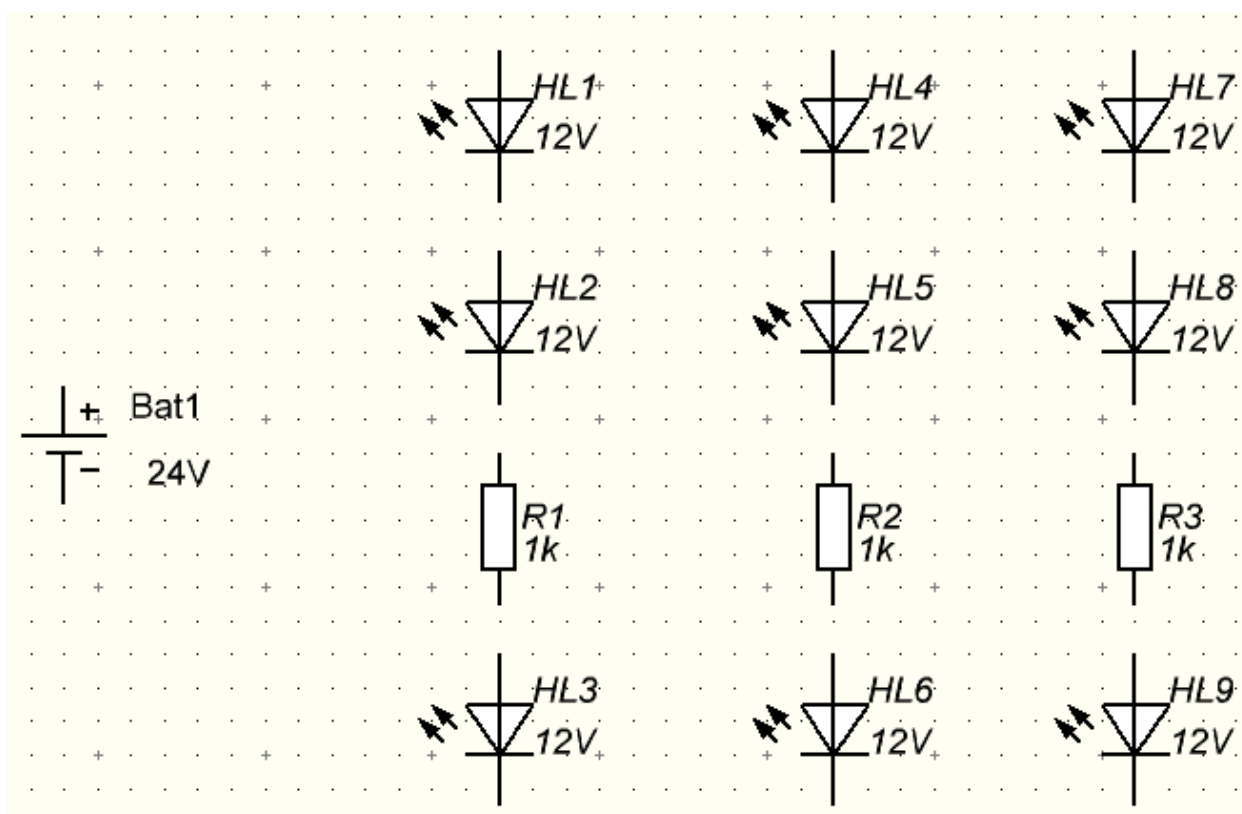 HL1
12V
HL4
12V
HL7
12V
HL2
12V
HL5
12V
HL8
12V
+ Bat1
- 24V
R1
1k
R2
1k
R3
1k
HL3
12V
HL6
12V
HL9
12V